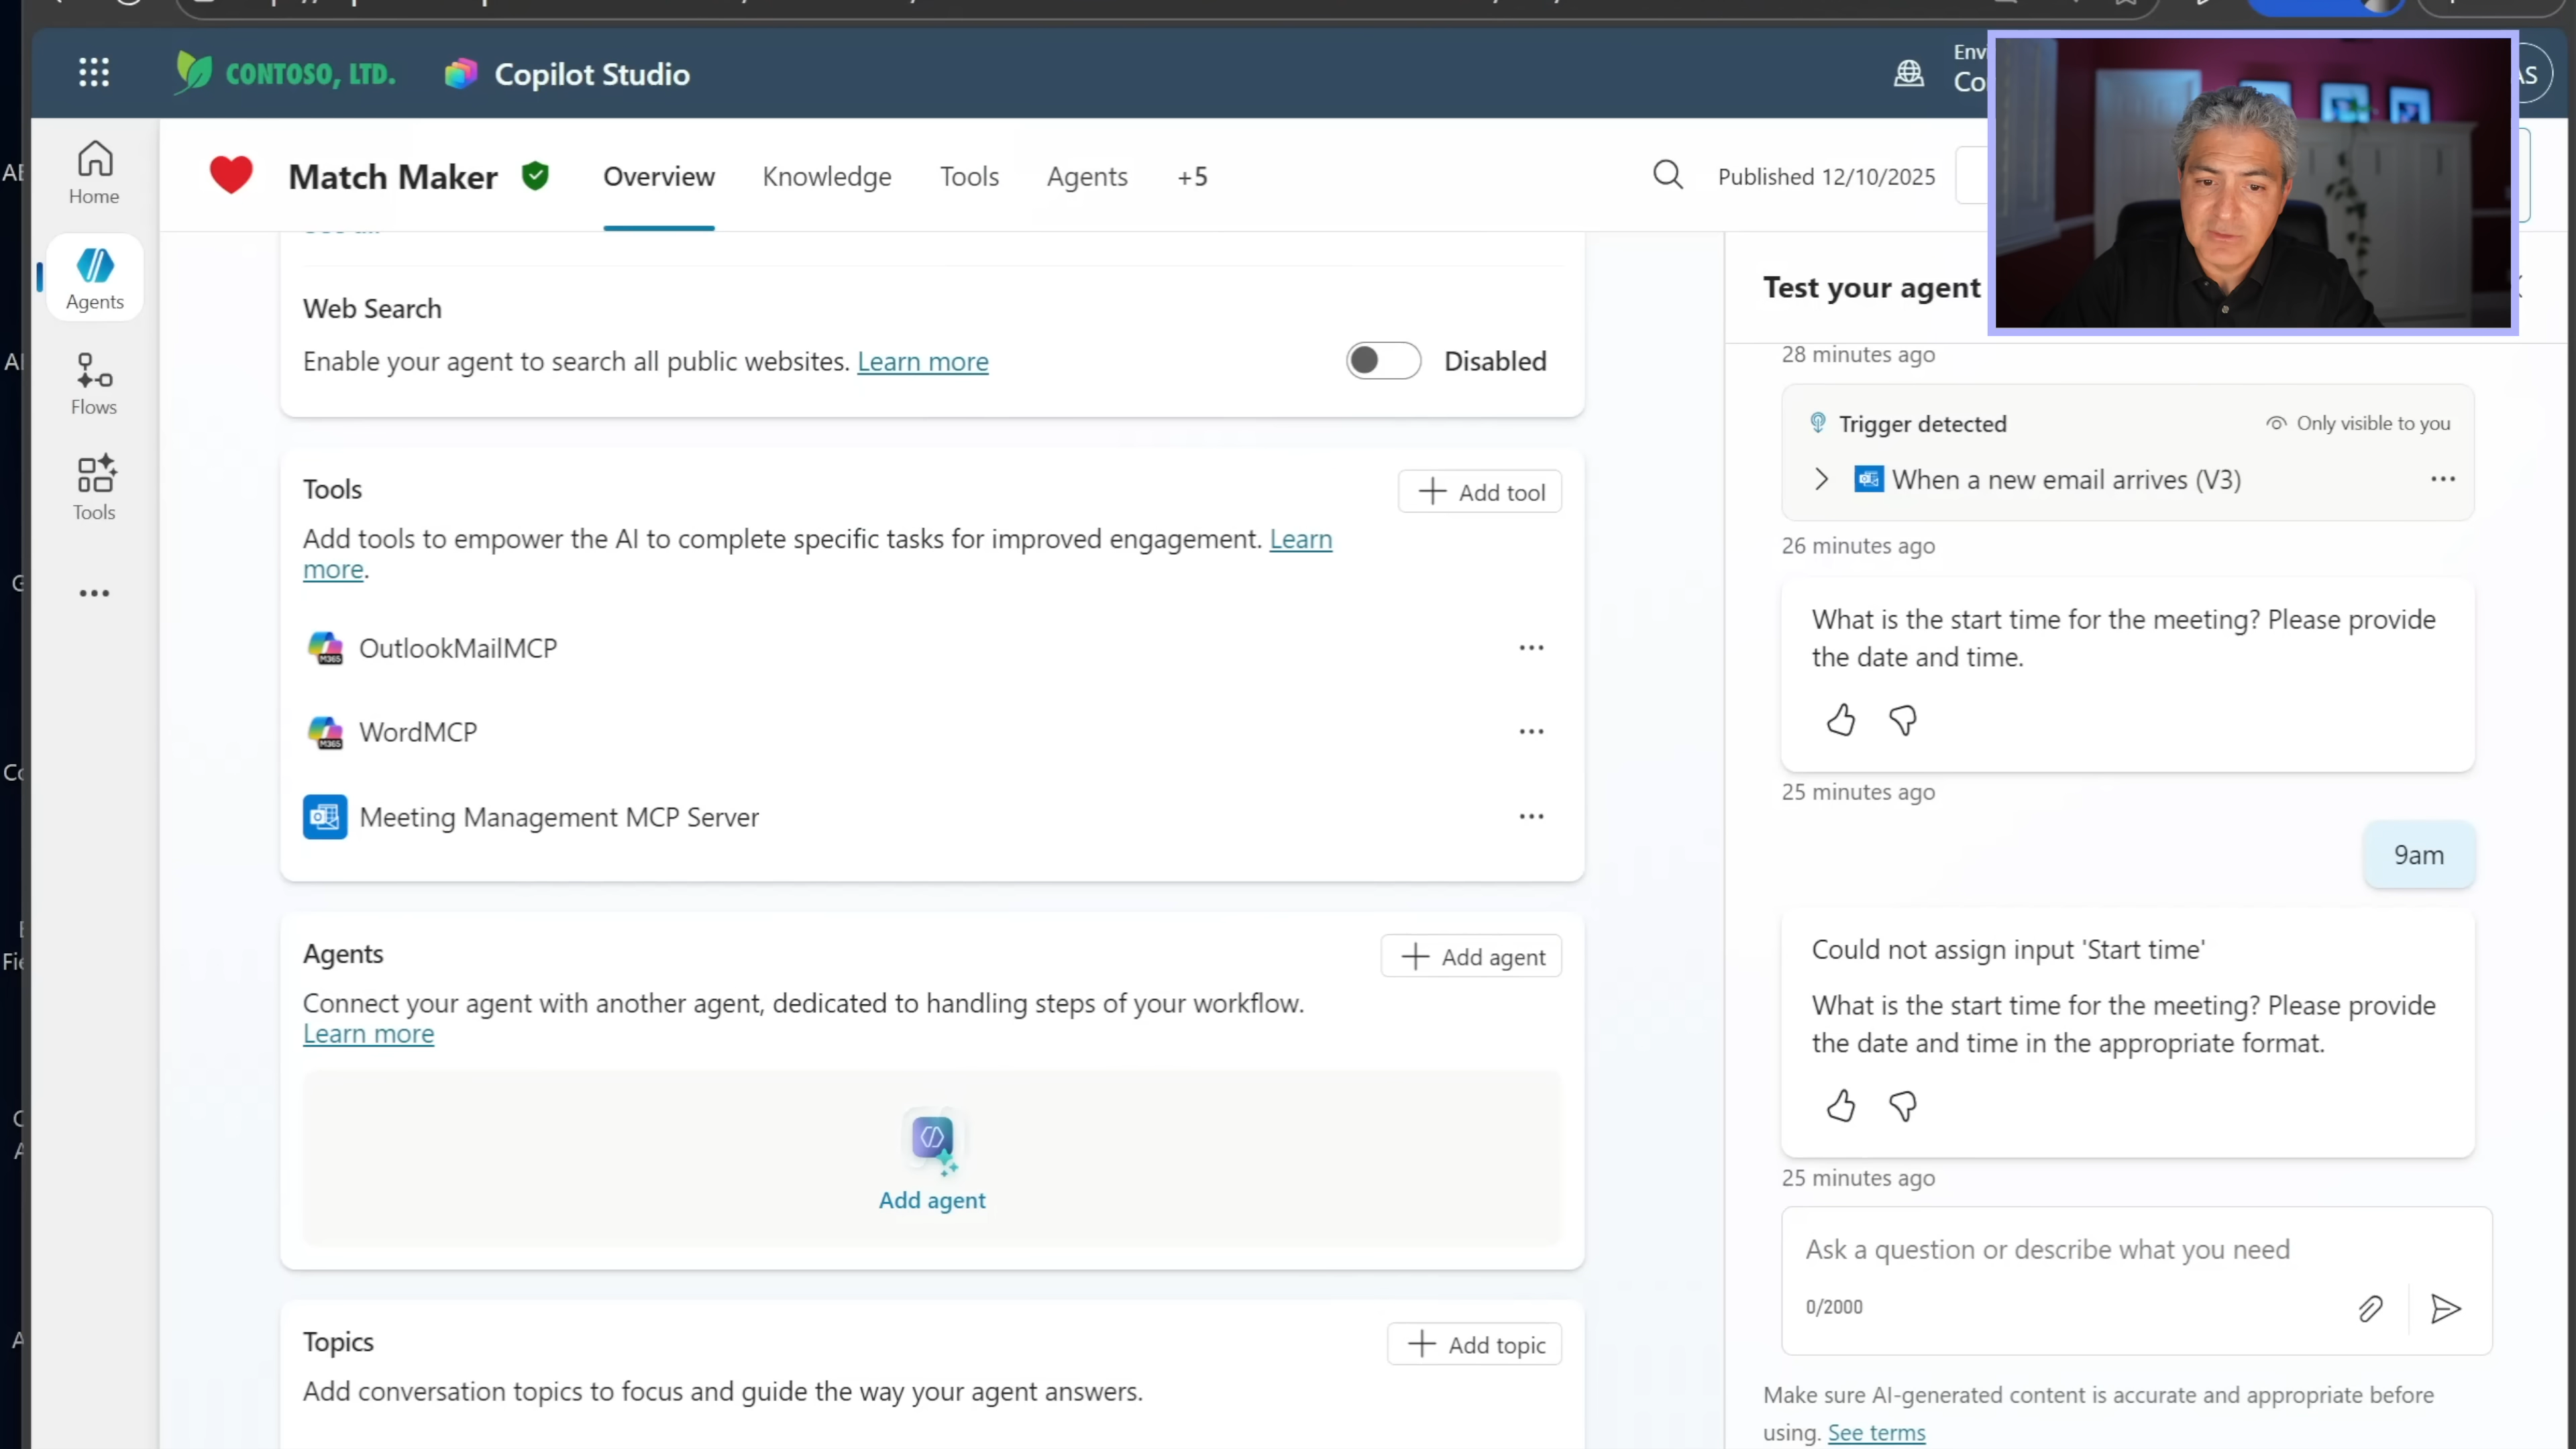 CONTOSO, LTD.
Copilot Studio
Match Maker
Overview
Knowledge
Tools
Agents
+5
Published 12/10/2025
Home
Agents
Flows
Tools
Web Search
Enable your agent to search all public websites. Learn more
Disabled
Tools
Add tool
Add tools to empower the AI to complete specific tasks for improved engagement. Learn
more.
OutlookMailMCP
M365
WordMCP
M365
Meeting Management MCP Server
Agents
Add agent
Connect your agent with another agent, dedicated to handling steps of your workflow.
Learn more
Add agent
Topics
Add topic
Add conversation topics to focus and guide the way your agent answers.
Test your agent
28 minutes ago
Trigger detected
Only visible to you
When a new email arrives (V3)
26 minutes ago
What is the start time for the meeting? Please provide
the date and time.
25 minutes ago
9am
Could not assign input 'Start time'
What is the start time for the meeting? Please provide
the date and time in the appropriate format.
25 minutes ago
Ask a question or describe what you need
0/2000
Make sure AI-generated content is accurate and appropriate before
using. See terms